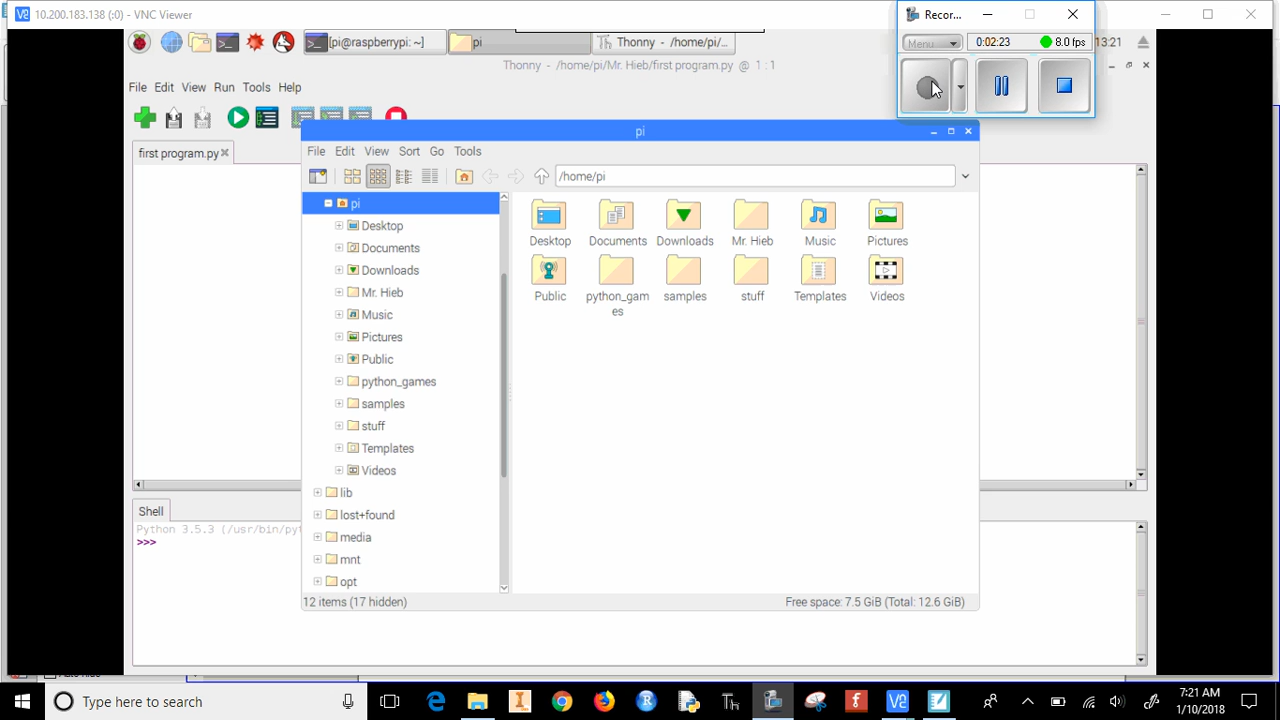 10.200.183.138 (:0) - VNC Viewer
Recor...
Menu
0:02:23
8.0 fps
[pi@raspberrypi: ~]
pi
Thonny - /home/pi/...
13:21
Thonny - /home/pi/Mr. Hieb/first program.py @ 1 : 1
File Edit View Run Tools Help
first program.py
pi
File Edit View Sort Go Tools
/home/pi
pi
Desktop
Documents
Downloads
Mr. Hieb
Music
Pictures
Public
python_games
samples
stuff
Templates
Videos
lib
lost+found
media
mnt
opt
Desktop Documents Downloads Mr. Hieb Music Pictures
Public python_gam
es samples stuff Templates Videos
12 items (17 hidden)
Free space: 7.5 GiB (Total: 12.6 GiB)
Shell
Python 3.5.3 (/usr/bin/pyt
>>>
Type here to search
7:21 AM
1/10/2018